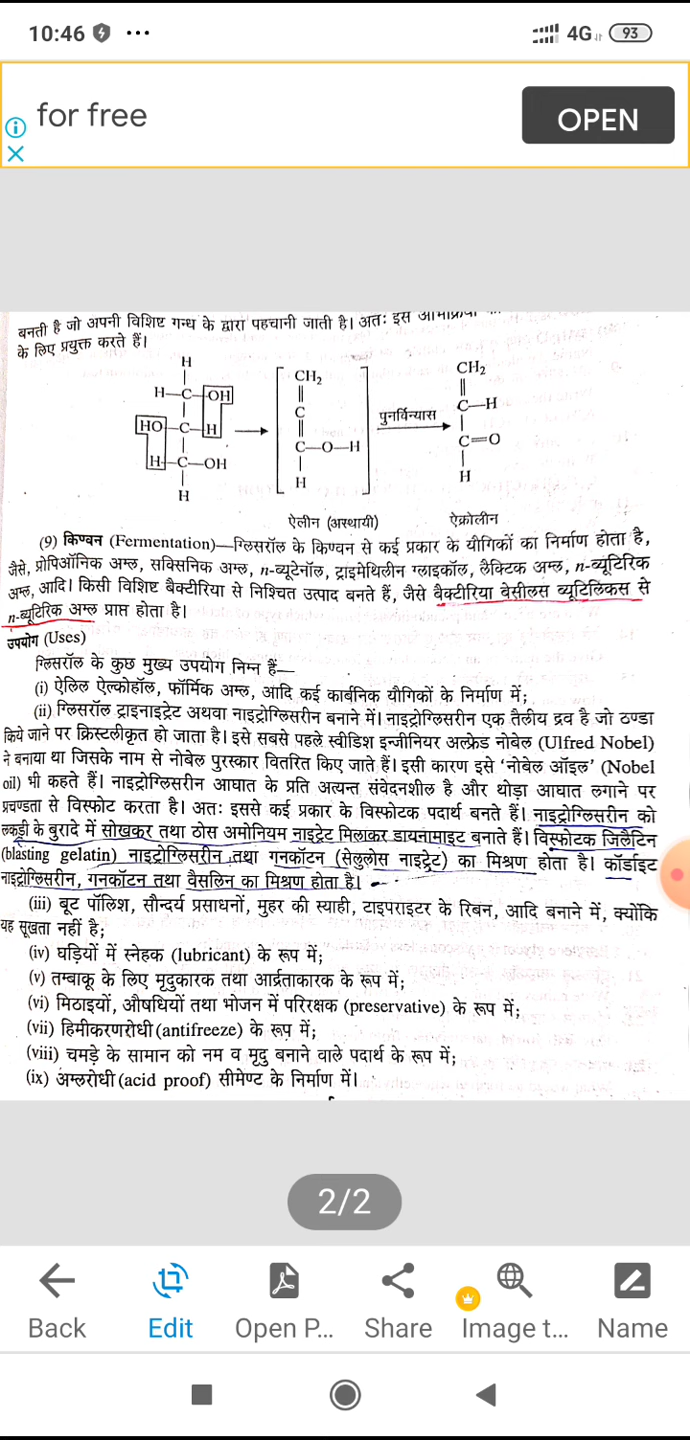 10:46 ... 4G 93
for free
OPEN
बनती है जो अपनी विशिष्ट गन्ध के द्वारा पहचानी जाती है। अतः इस
के लिए प्रयुक्त करते हैं।
H
H—C—OH
HO—C—H
H—C—OH
H
CH₂
C
C—O—H
H
पुनर्विन्यास
CH₂
C—H
C=O
H
ऐलीन (अस्थायी) ऐक्रोलीन
(9) किण्वन (Fermentation)—ग्लिसरॉल के किण्वन से कई प्रकार के यौगिकों का निर्माण होता है,
जैसे, प्रोपिऑनिक अम्ल, सक्सिनिक अम्ल, n-ब्यूटेनॉल, ट्राइमेथिलीन ग्लाइकॉल, लैक्टिक अम्ल, n-ब्यूटिरिक
अम्ल, आदि। किसी विशिष्ट बैक्टीरिया से निश्चित उत्पाद बनते हैं, जैसे बैक्टीरिया बेसीलस ब्यूटिलिकस से
n-ब्यूटिरिक अम्ल प्राप्त होता है।
उपयोग (Uses)
ग्लिसरॉल के कुछ मुख्य उपयोग निम्न हैं—
(i) ऐलिल ऐल्कोहॉल, फॉर्मिक अम्ल, आदि कई कार्बनिक यौगिकों के निर्माण में;
(ii) ग्लिसरॉल ट्राइनाइट्रेट अथवा नाइट्रोग्लिसरीन बनाने में। नाइट्रोग्लिसरीन एक तैलीय द्रव है जो ठण्डा
किये जाने पर क्रिस्टलीकृत हो जाता है। इसे सबसे पहले स्वीडिश इन्जीनियर अल्फ्रेड नोबेल (Ulfred Nobel)
ने बनाया था जिसके नाम से नोबेल पुरस्कार वितरित किए जाते हैं। इसी कारण इसे ‘नोबेल ऑइल’ (Nobel
oil) भी कहते हैं। नाइट्रोग्लिसरीन आघात के प्रति अत्यन्त संवेदनशील है और थोड़ा आघात लगाने पर
प्रचण्डता से विस्फोट करता है। अतः इससे कई प्रकार के विस्फोटक पदार्थ बनते हैं। नाइट्रोग्लिसरीन को
लकड़ी के बुरादे में सोखकर तथा ठोस अमोनियम नाइट्रेट मिलाकर डायनामाइट बनाते हैं। विस्फोटक जिलैटिन
(blasting gelatin) नाइट्रोग्लिसरीन तथा गनकॉटन (सेलुलोस नाइट्रेट) का मिश्रण होता है। कॉर्डाइट
नाइट्रोग्लिसरीन, गनकॉटन तथा वैसलिन का मिश्रण होता है।
(iii) बूट पॉलिश, सौन्दर्य प्रसाधनों, मुहर की स्याही, टाइपराइटर के रिबन, आदि बनाने में, क्योंकि
यह सूखता नहीं है;
(iv) घड़ियों में स्नेहक (lubricant) के रूप में;
(v) तम्बाकू के लिए मृदुकारक तथा आर्द्रताकारक के रूप में;
(vi) मिठाइयों, औषधियों तथा भोजन में परिरक्षक (preservative) के रूप में;
(vii) हिमीकरणरोधी (antifreeze) के रूप में;
(viii) चमड़े के सामान को नम व मृदु बनाने वाले पदार्थ के रूप में;
(ix) अम्लरोधी (acid proof) सीमेण्ट के निर्माण में।
2/2
Back Edit Open P... Share Image t... Name